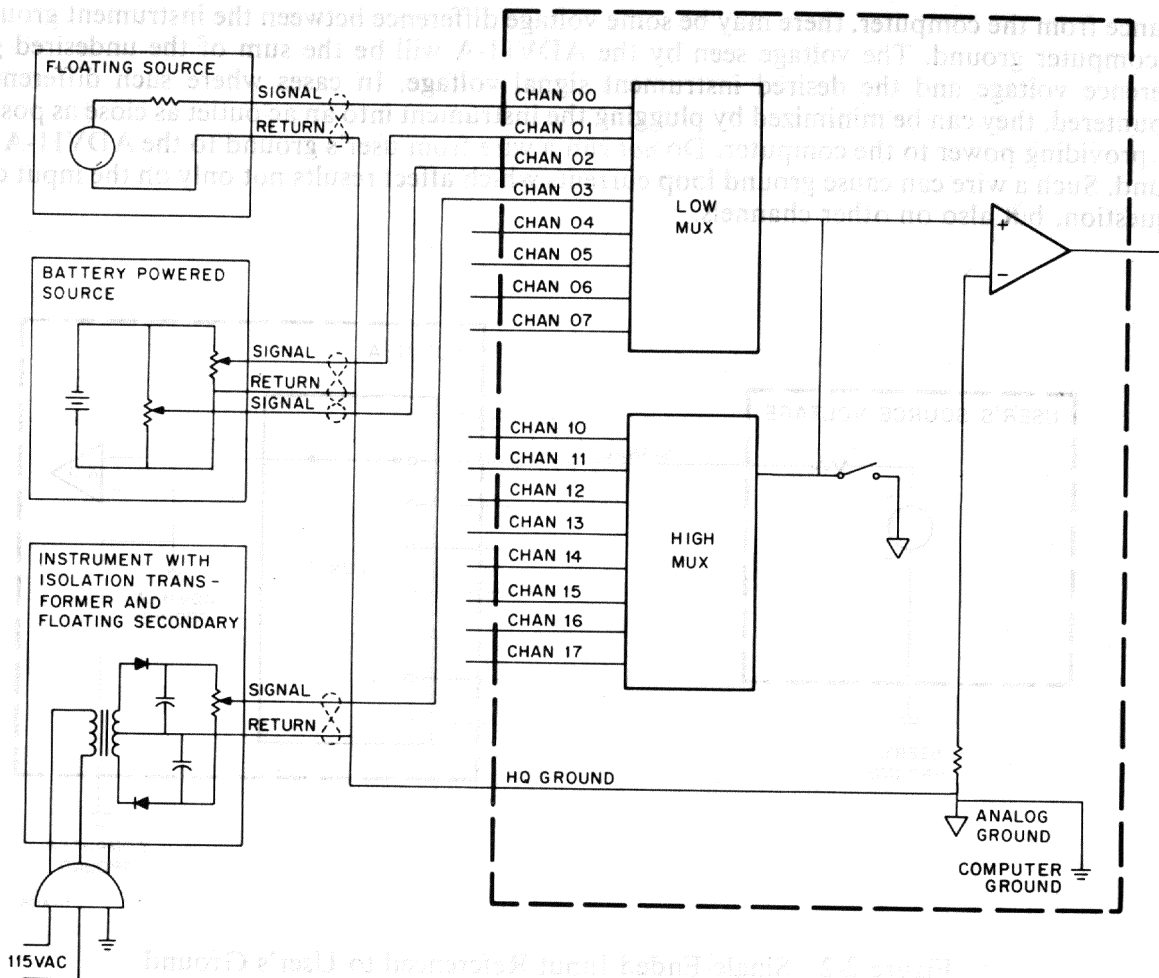 FLOATING SOURCE
SIGNAL
RETURN
BATTERY POWERED
SOURCE
SIGNAL
RETURN
SIGNAL
INSTRUMENT WITH
ISOLATION TRANS-
FORMER AND
FLOATING SECONDARY
SIGNAL
RETURN
115VAC
CHAN 00
CHAN 01
CHAN 02
CHAN 03
CHAN 04
CHAN 05
CHAN 06
CHAN 07
LOW
MUX
+
−
CHAN 10
CHAN 11
CHAN 12
CHAN 13
CHAN 14
CHAN 15
CHAN 16
CHAN 17
HIGH
MUX
HQ GROUND
ANALOG
GROUND
COMPUTER
GROUND